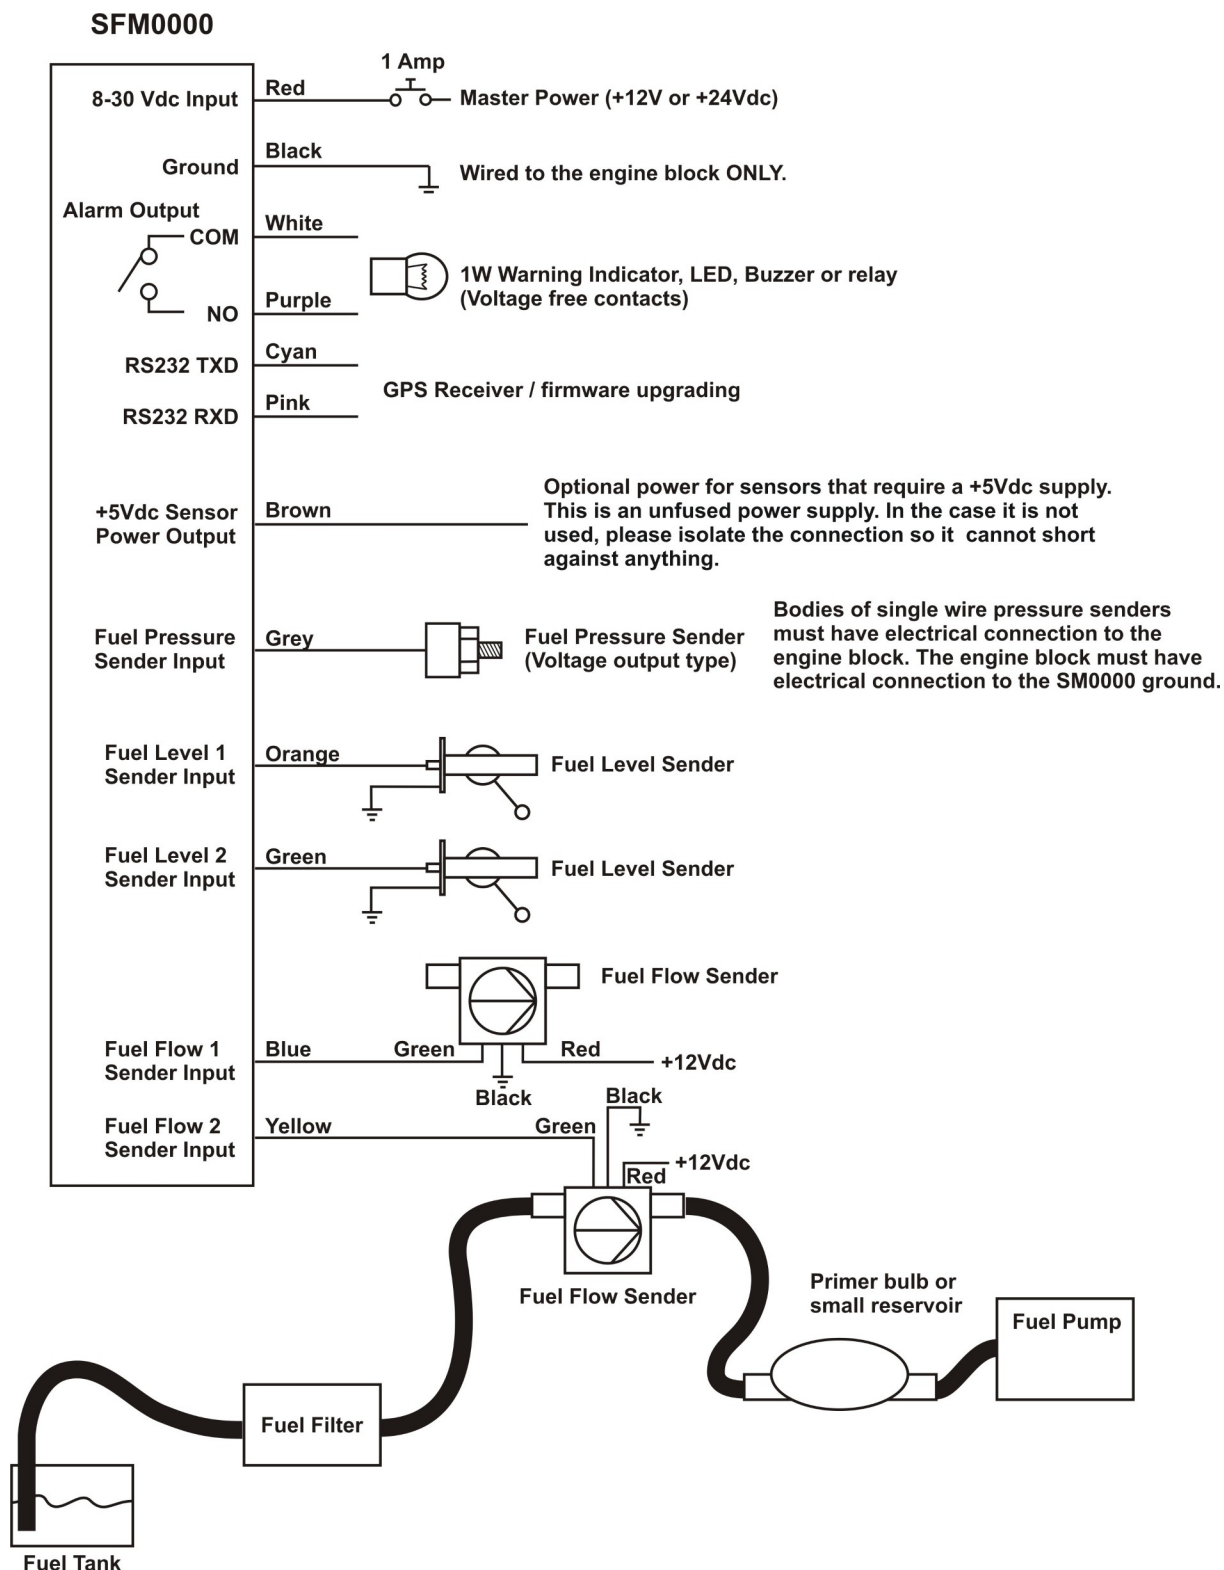 SFM0000
1 Amp
8-30 Vdc Input
Red
Master Power (+12V or +24Vdc)
Ground
Black
Wired to the engine block ONLY.
Alarm Output
COM
White
1W Warning Indicator, LED, Buzzer or relay
(Voltage free contacts)
NO
Purple
RS232 TXD
Cyan
GPS Receiver / firmware upgrading
RS232 RXD
Pink
+5Vdc Sensor
Power Output
Brown
Optional power for sensors that require a +5Vdc supply.
This is an unfused power supply. In the case it is not
used, please isolate the connection so it cannot short
against anything.
Fuel Pressure
Sender Input
Grey
Fuel Pressure Sender
(Voltage output type)
Bodies of single wire pressure senders
must have electrical connection to the
engine block. The engine block must have
electrical connection to the SM0000 ground.
Fuel Level 1
Sender Input
Orange
Fuel Level Sender
Fuel Level 2
Sender Input
Green
Fuel Level Sender
Fuel Flow Sender
Fuel Flow 1
Sender Input
Blue
Green
Red
+12Vdc
Black
Black
Fuel Flow 2
Sender Input
Yellow
Green
+12Vdc
Red
Fuel Flow Sender
Primer bulb or
small reservoir
Fuel Pump
Fuel Filter
Fuel Tank